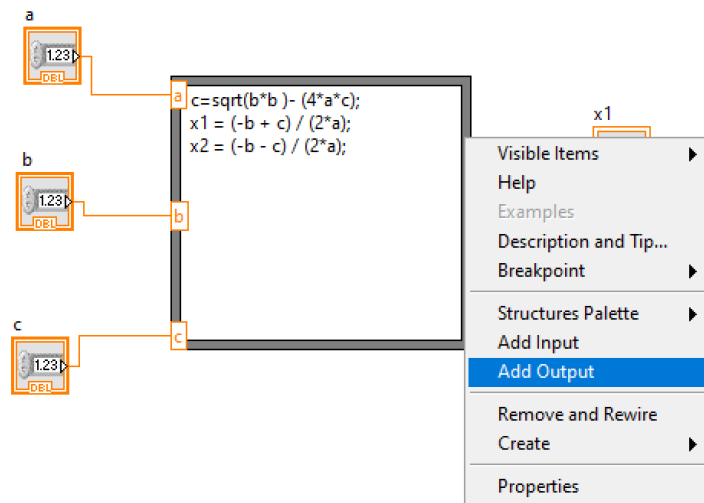 a
1.23
DBL
a
c=sqrt(b*b )- (4*a*c);
x1 = (-b + c) / (2*a);
x2 = (-b - c) / (2*a);
x1
b
1.23
DBL
b
c
1.23
DBL
c
Visible Items
Help
Examples
Description and Tip...
Breakpoint
Structures Palette
Add Input
Add Output
Remove and Rewire
Create
Properties